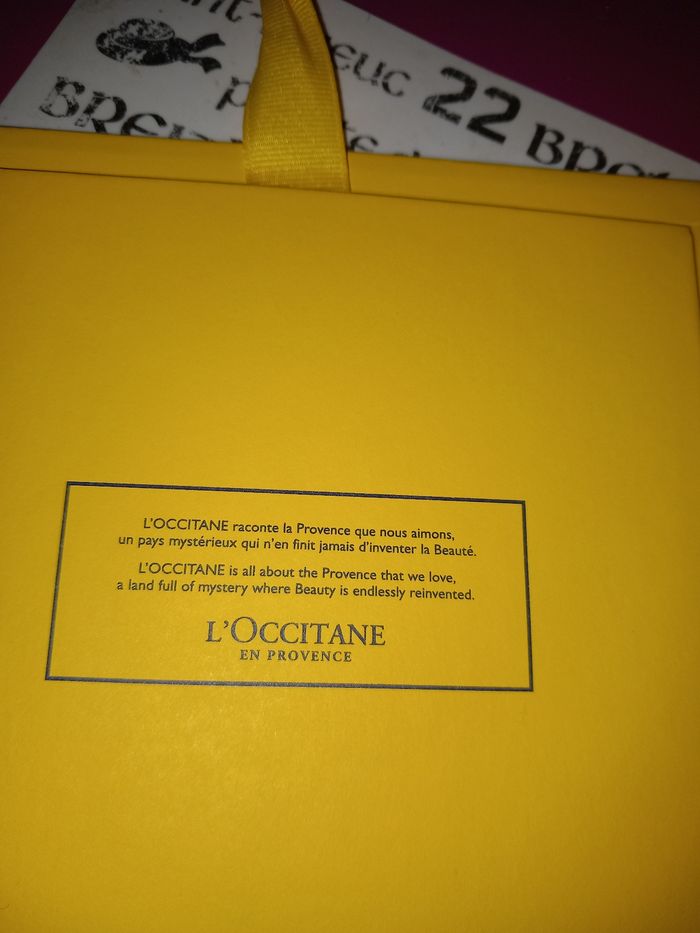 22
L'OCCITANE raconte la Provence que nous aimons,
un pays mystérieux qui n'en finit jamais d'inventer la Beauté.
L'OCCITANE is all about the Provence that we love,
a land full of mystery where Beauty is endlessly reinvented.
L'OCCITANE
EN PROVENCE